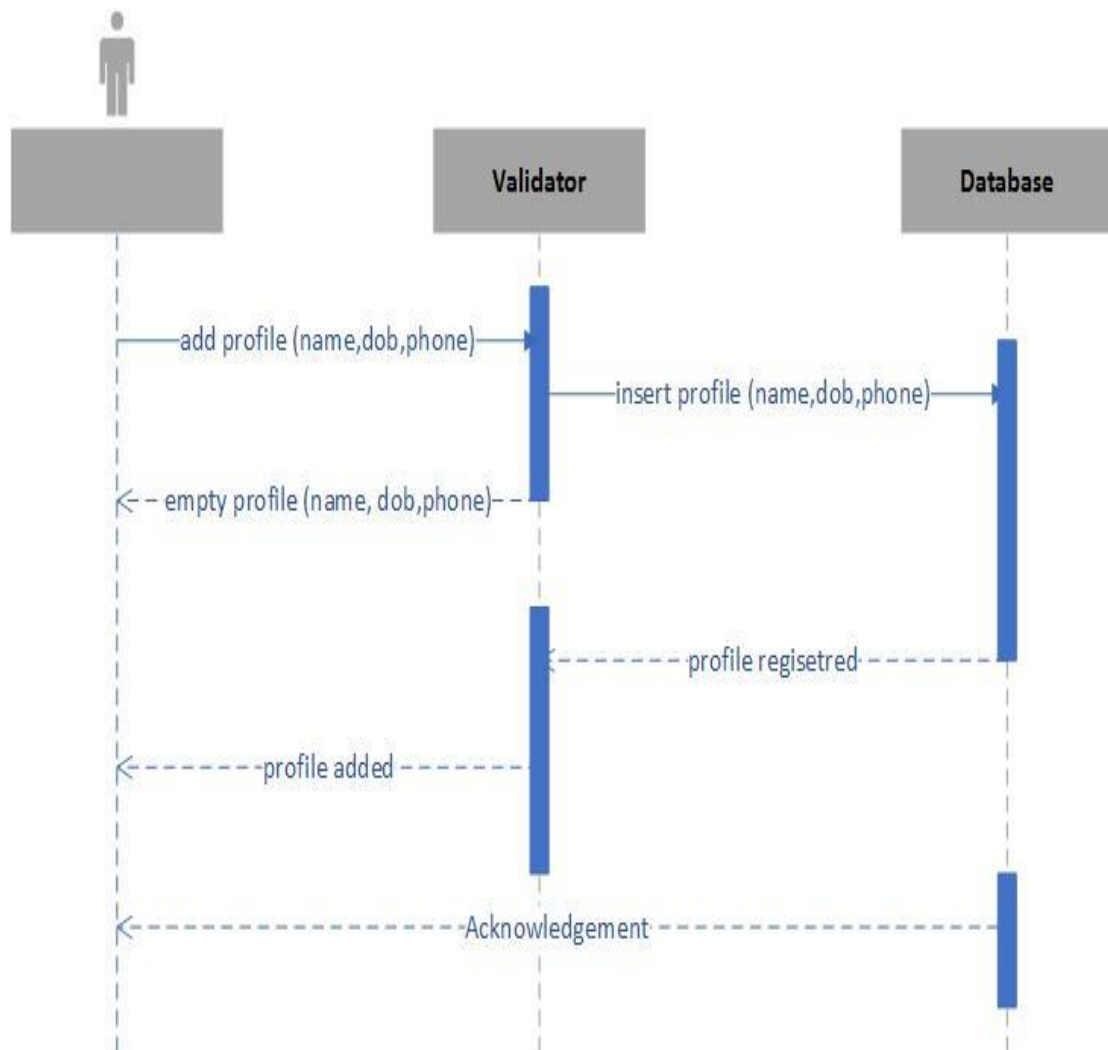 Validator
Database
add profile (name,dob,phone)
insert profile (name,dob,phone)
empty profile (name, dob,phone)
profile regisetred
profile added
Acknowledgement